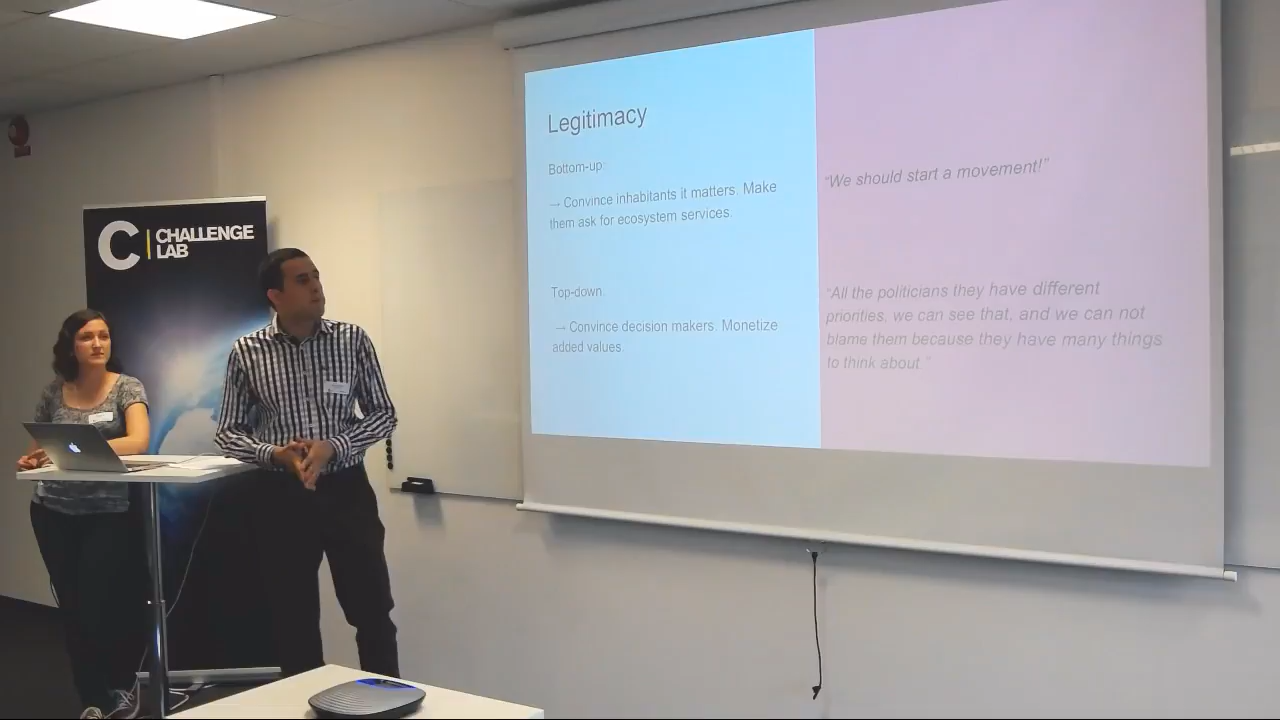 Legitimacy
Bottom-up:
→ Convince inhabitants it matters. Make
them ask for ecosystem services.
Top-down.
→ Convince decision makers. Monetize
added values.
"We should start a movement!"
"All the politicians they have different
priorities, we can see that, and we can not
blame them because they have many things
to think about."
C
CHALLENGE
LAB